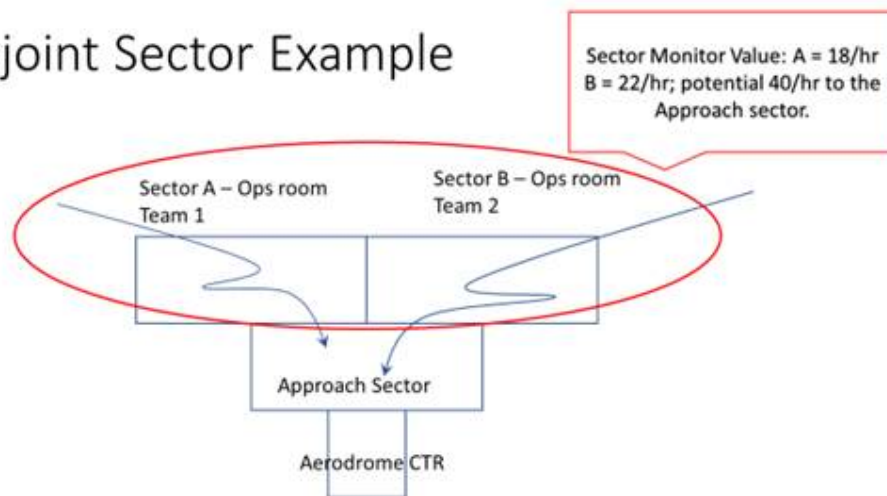 joint Sector Example
Sector Monitor Value: A = 18/hr
B = 22/hr; potential 40/hr to the
Approach sector.
Sector A – Ops room
Team 1
Sector B – Ops room
Team 2
Approach Sector
Aerodrome CTR